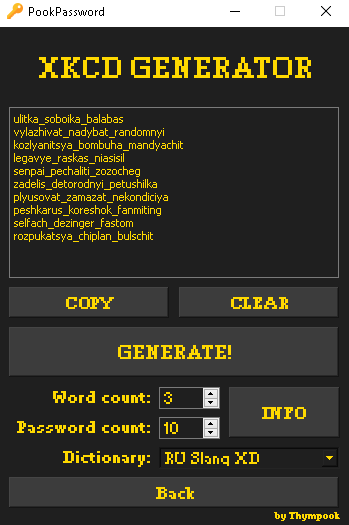 PookPassword
XKCD GENERATOR
ulitka_soboika_balabas
vylazhivat_nadybat_randomnyi
kozlyanitsya_bombuha_mandyachit
legavye_raskas_niasisil
senpai_pechaliti_zozocheg
zadelis_detorodnyi_petushilka
plyusovat_zamazat_nekondiciya
peshkarus_koreshok_fanmiting
selfach_dezinger_fastom
rozpukatsya_chiplan_bulschit
COPY CLEAR
GENERATE!
Word count: 3
Password count: 10
INFO
Dictionary: RU Slang XD
Back
by Thympook